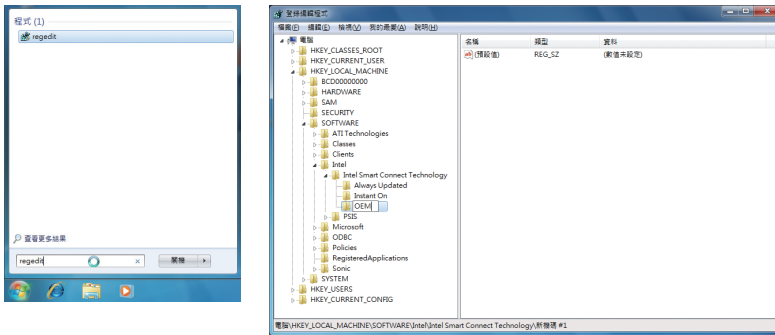 程式 (1)
regedit
查看更多結果
regedit
×
關機
登錄編輯程式
檔案(F) 編輯(E) 檢視(V) 我的最愛(A) 說明(H)
電腦
HKEY_CLASSES_ROOT
HKEY_CURRENT_USER
HKEY_LOCAL_MACHINE
BCD00000000
HARDWARE
SAM
SECURITY
SOFTWARE
ATI Technologies
Classes
Clients
Intel
Intel Smart Connect Technology
Always Updated
Instant On
OEM
PSIS
Microsoft
ODBC
Policies
RegisteredApplications
Sonic
SYSTEM
HKEY_USERS
HKEY_CURRENT_CONFIG
名稱 類型 資料
ab (預設值) REG_SZ (數值未設定)
電腦\HKEY_LOCAL_MACHINE\SOFTWARE\Intel\Intel Smart Connect Technology\新機碼 #1